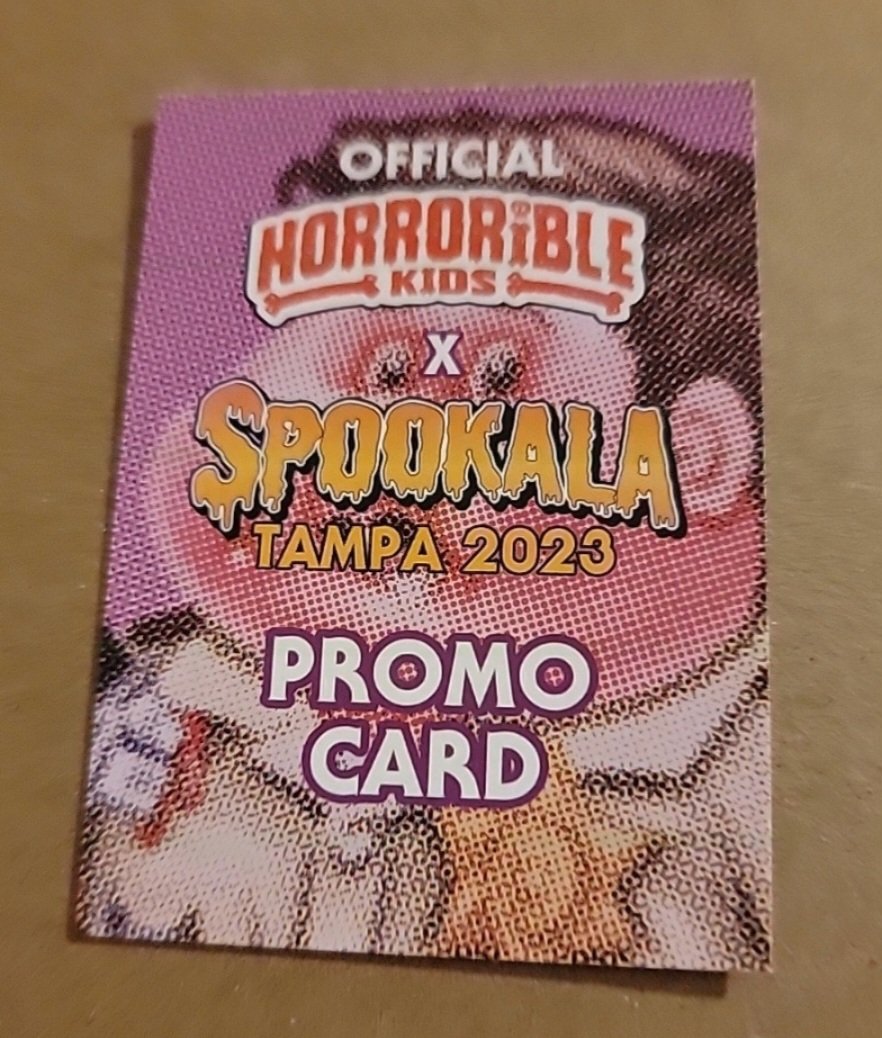 OFFICIAL
HORRORiBLE
KIDS
X
SPOOKALA
TAMPA 2023
PROMO
CARD